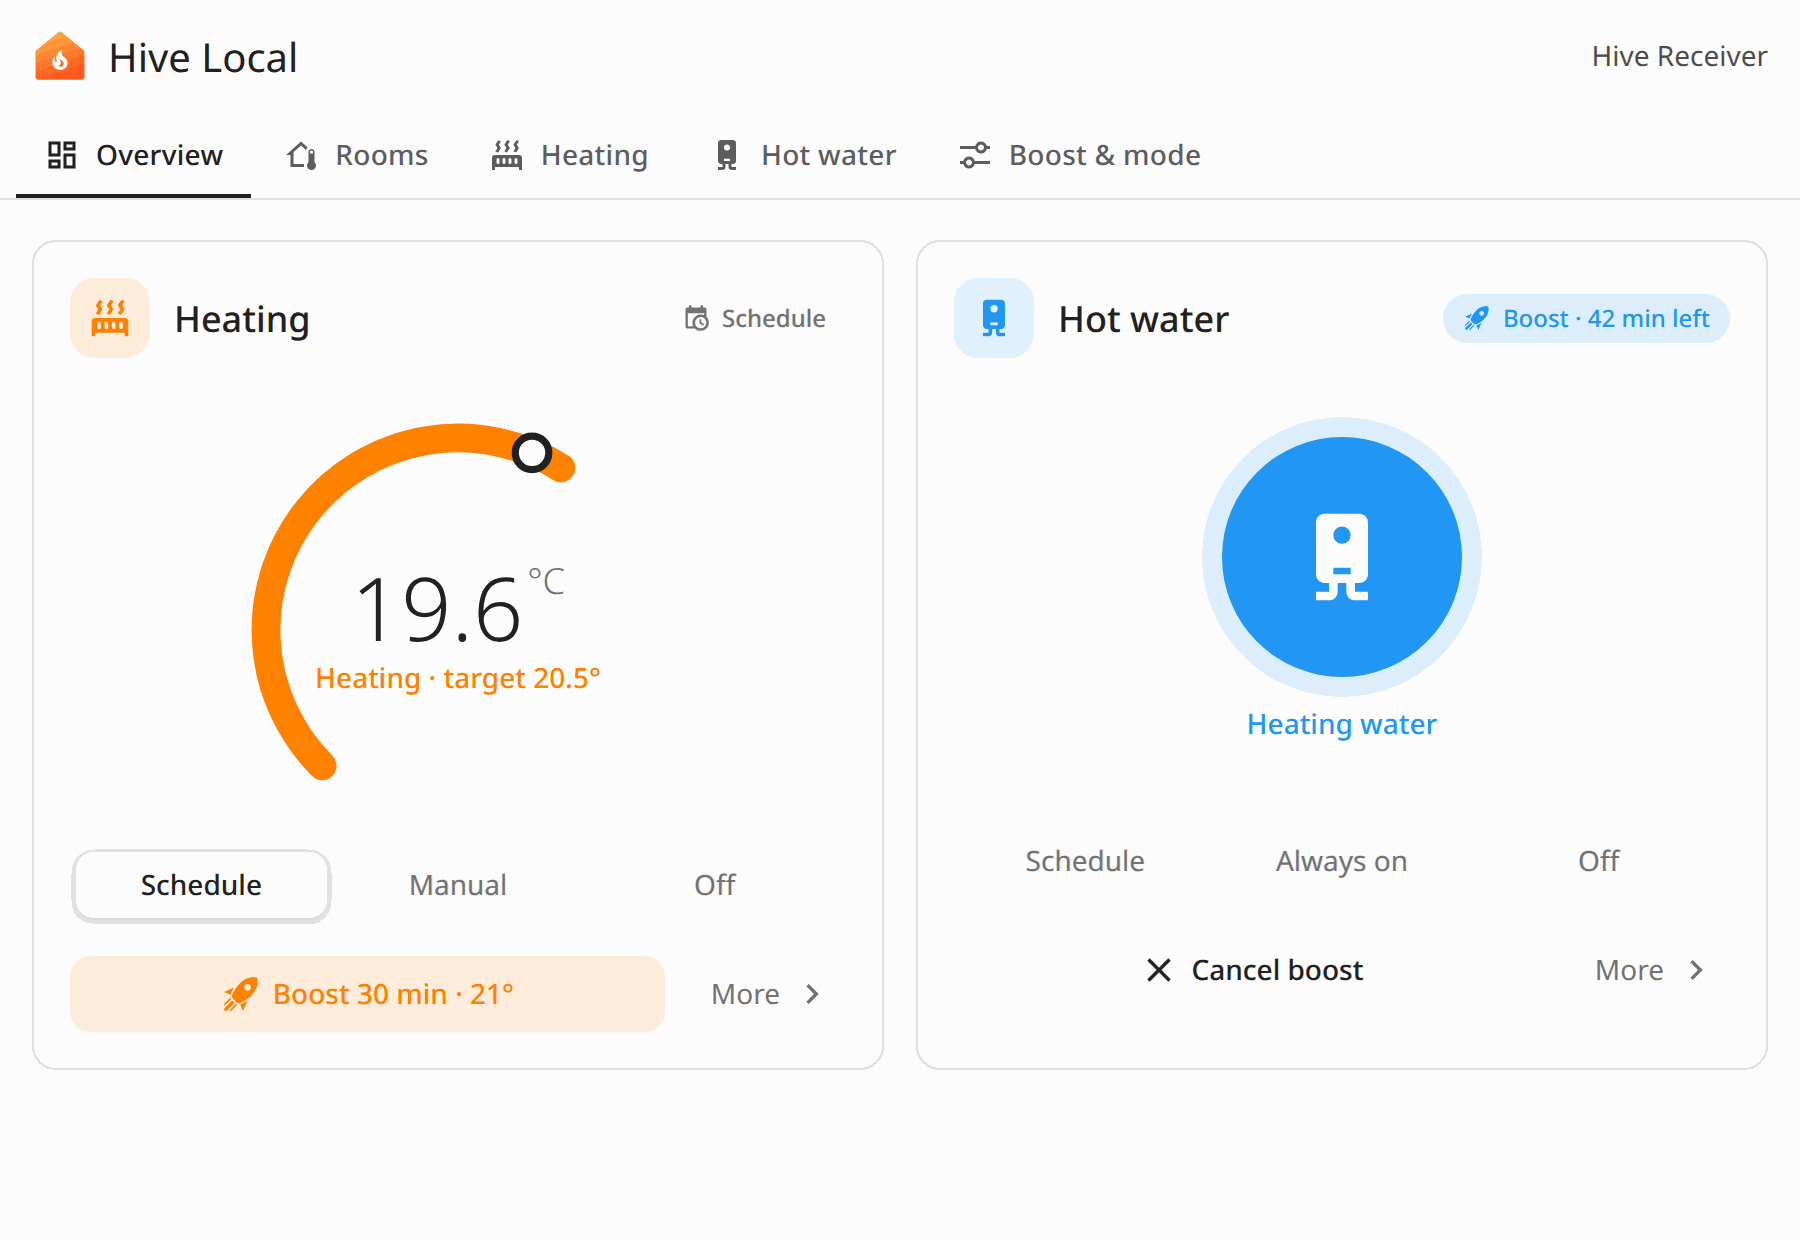 Hive Local
Hive Receiver
Overview
Rooms
Heating
Hot water
Boost & mode
Heating
Schedule
19.6 °C
Heating · target 20.5°
Schedule
Manual
Off
Boost 30 min · 21°
More
Hot water
Boost · 42 min left
Heating water
Schedule
Always on
Off
Cancel boost
More